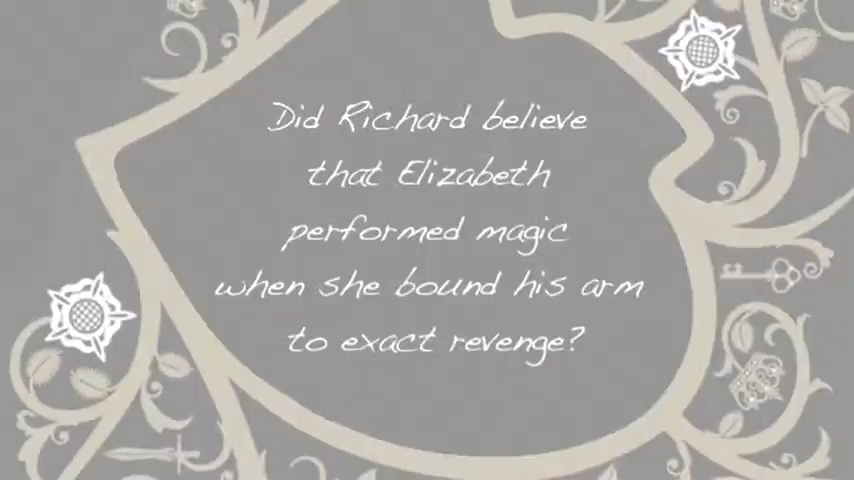 Did Richard believe
that Elizabeth
performed magic
when she bound his arm
to exact revenge?